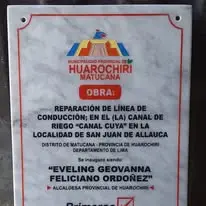 MUNICIPALIDAD PROVINCIAL DE
HUAROCHIRI
MATUCANA
OBRA:
REPARACIÓN DE LÍNEA DE
CONDUCCIÓN; EN EL (LA) CANAL DE
RIEGO "CANAL CUYA" EN LA
LOCALIDAD DE SAN JUAN DE ALLAUCA
DISTRITO DE MATUCANA - PROVINCIA DE HUAROCHIRI
DEPARTAMENTO DE LIMA
Se inauguro siendo:
"EVELING GEOVANNA
FELICIANO ORDOÑEZ"
ALCALDESA PROVINCIAL DE HUAROCHIRI
Primero